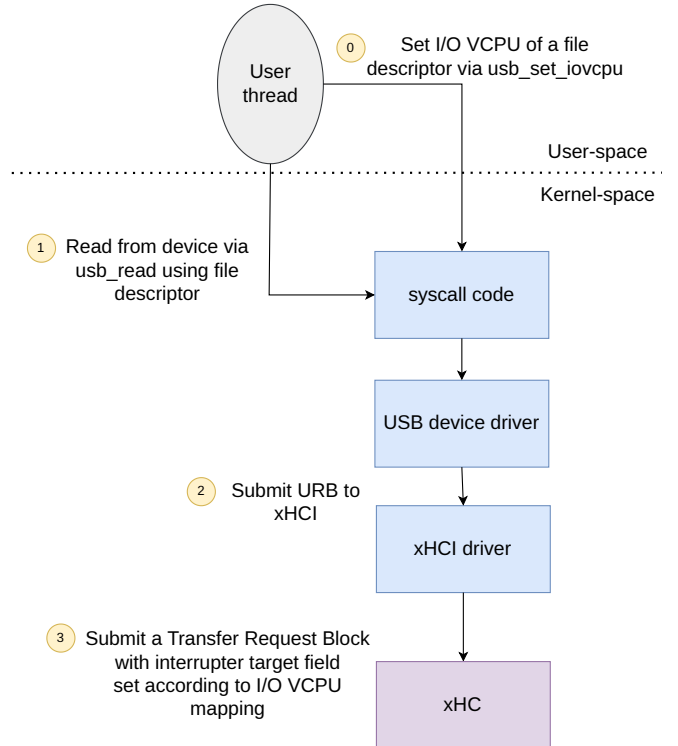 User
thread
0
Set I/O VCPU of a file
descriptor via usb_set_iovcpu
User-space
Kernel-space
1
Read from device via
usb_read using file
descriptor
syscall code
USB device driver
2
Submit URB to
xHCI
xHCI driver
3
Submit a Transfer Request Block
with interrupter target field
set according to I/O VCPU
mapping
xHC